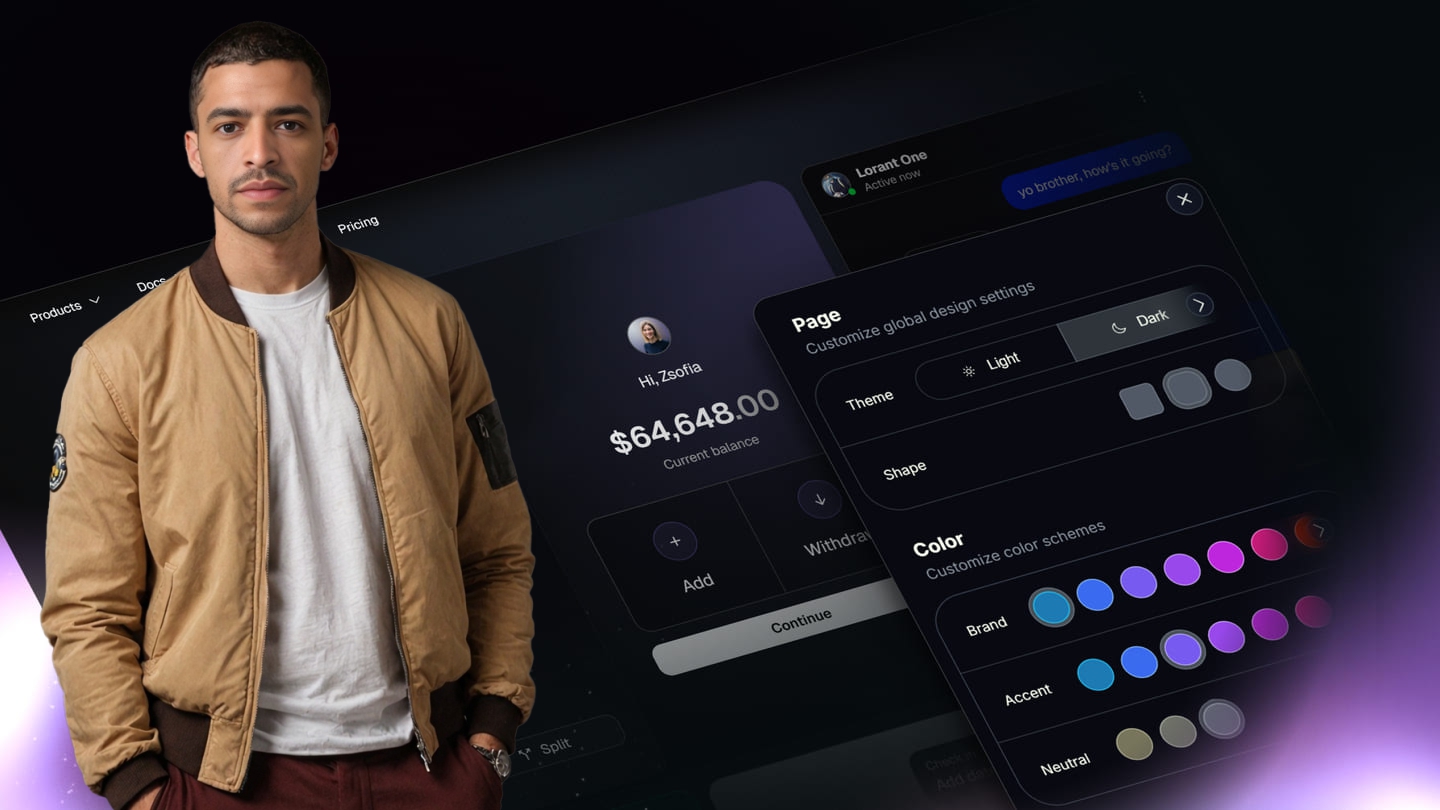 Products
Docs
Pricing
Hi, Zsofia
$64,648.00
Current balance
Add
Withdraw
Continue
Split
Lorant One
Active now
yo brother, how's it going?
Page
Customize global design settings
Theme
Light
Dark
Shape
Color
Customize color schemes
Brand
Accent
Neutral